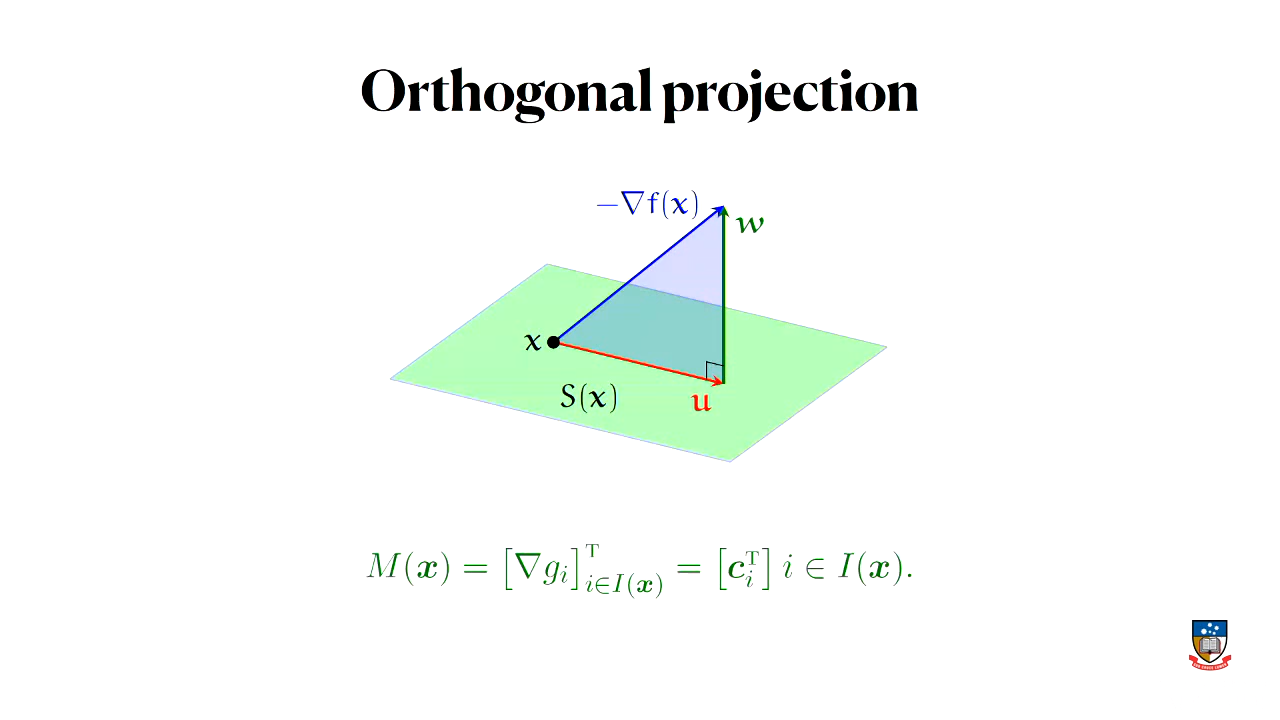 Orthogonal projection
−∇f(x)
w
x
S(x)
u
M(x) = [∇gᵢ]ᵀ_{i∈I(x)} = [cᵢᵀ] i ∈ I(x).